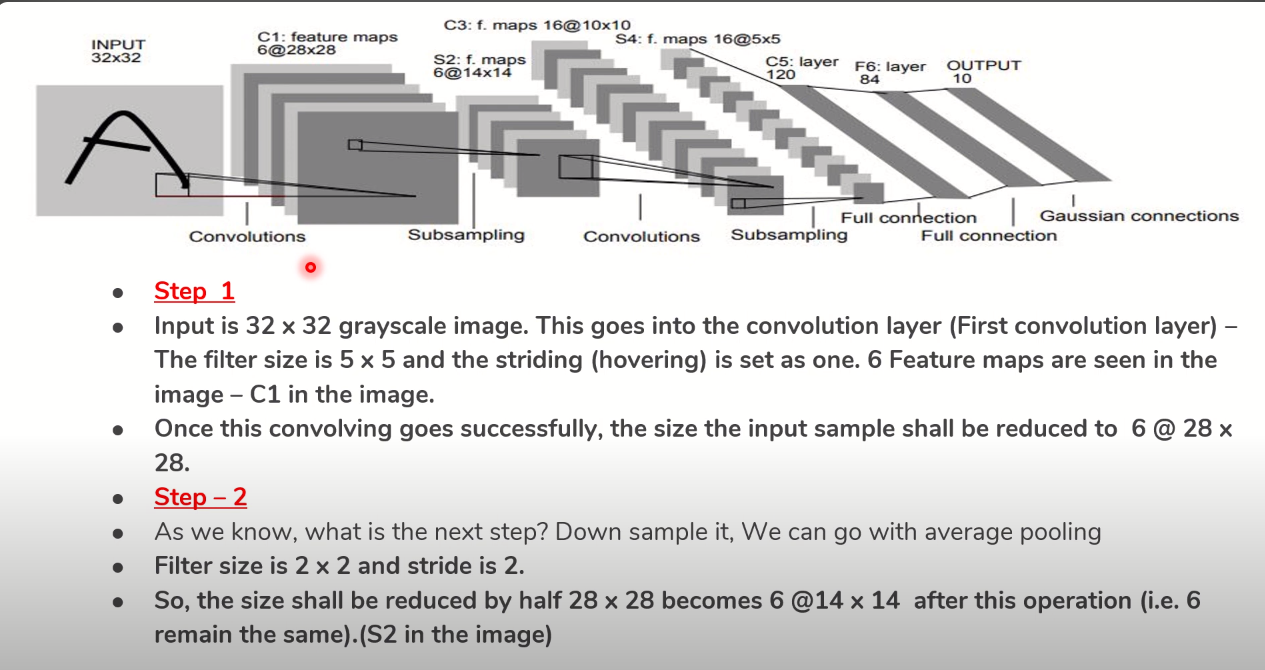 C3: f. maps 16@10x10
INPUT
32x32
C1: feature maps
6@28x28
S4: f. maps 16@5x5
S2: f. maps
6@14x14
C5: layer
120
F6: layer
84
OUTPUT
10
Convolutions
Subsampling
Convolutions
Subsampling
Full connection
Full connection
Gaussian connections
• Step 1
• Input is 32 x 32 grayscale image. This goes into the convolution layer (First convolution layer) –
The filter size is 5 x 5 and the striding (hovering) is set as one. 6 Feature maps are seen in the
image – C1 in the image.
• Once this convolving goes successfully, the size the input sample shall be reduced to 6 @ 28 x
28.
• Step – 2
• As we know, what is the next step? Down sample it, We can go with average pooling
• Filter size is 2 x 2 and stride is 2.
• So, the size shall be reduced by half 28 x 28 becomes 6 @14 x 14 after this operation (i.e. 6
remain the same).(S2 in the image)